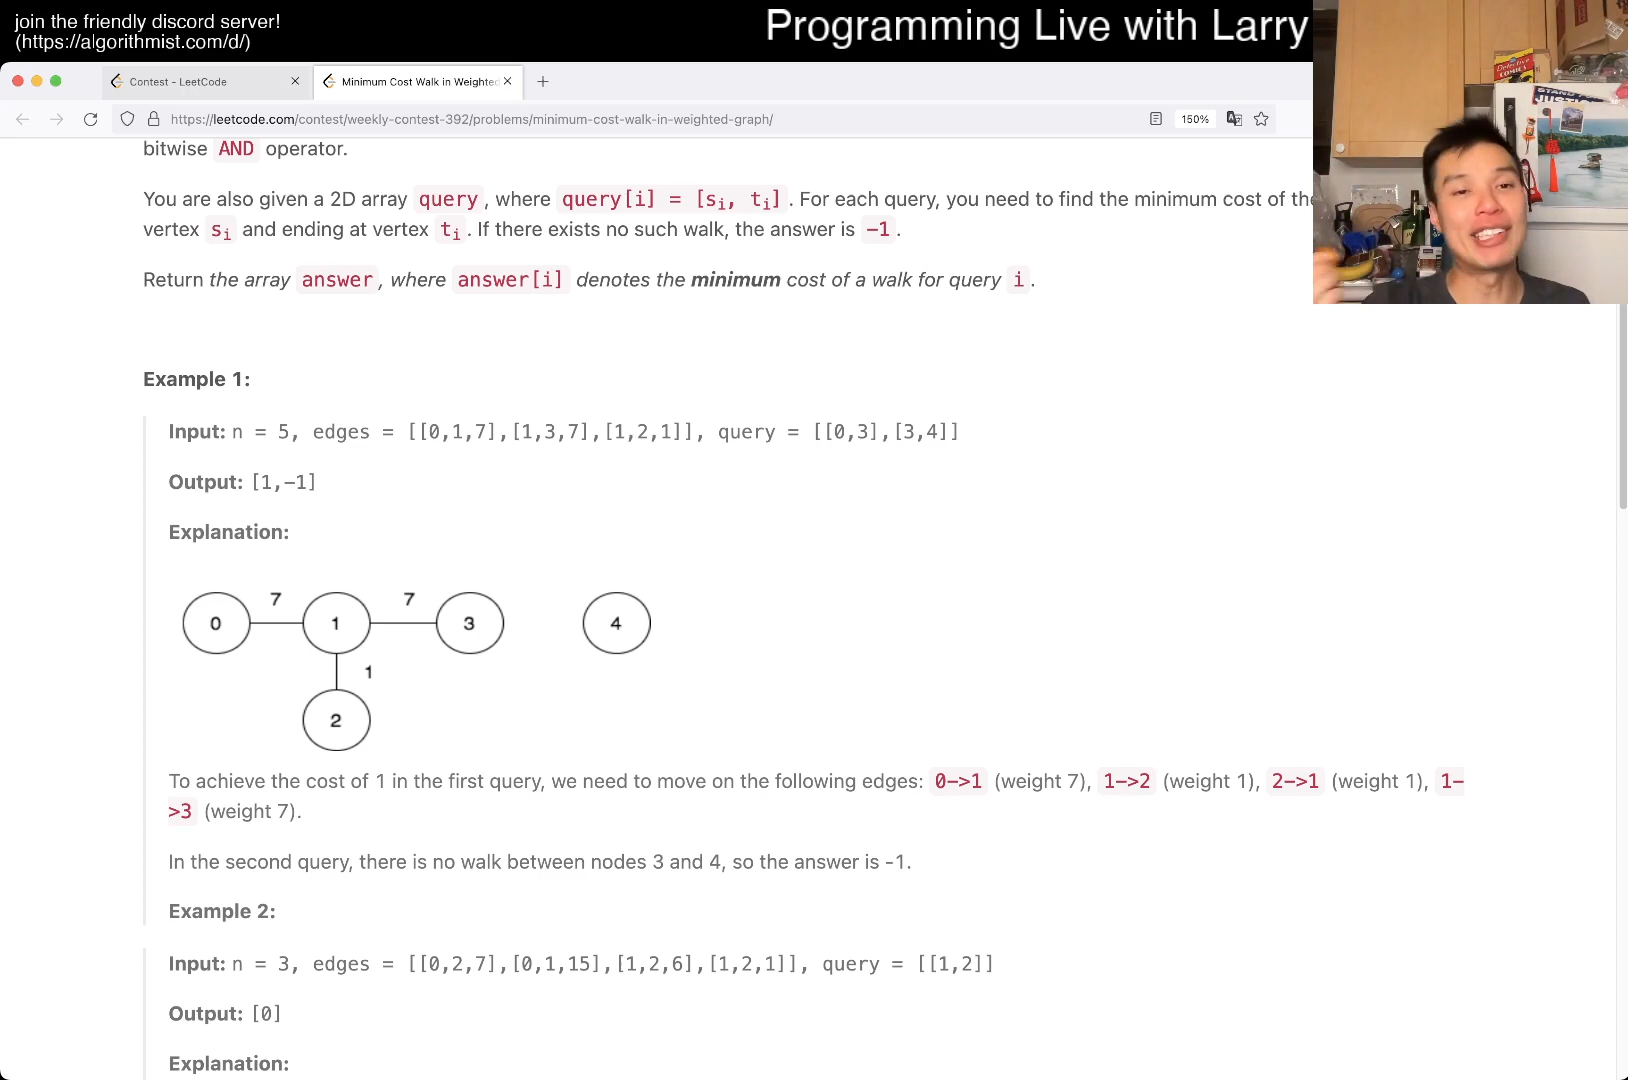 join the friendly discord server!
(https://algorithmist.com/d/)
Programming Live with Larry
Contest - LeetCode
Minimum Cost Walk in Weighted
https://leetcode.com/contest/weekly-contest-392/problems/minimum-cost-walk-in-weighted-graph/
150%
bitwise AND operator.
You are also given a 2D array query, where query[i] = [si, ti]. For each query, you need to find the minimum cost of the
vertex si and ending at vertex ti. If there exists no such walk, the answer is -1.
Return the array answer, where answer[i] denotes the minimum cost of a walk for query i.
Example 1:
Input: n = 5, edges = [[0,1,7],[1,3,7],[1,2,1]], query = [[0,3],[3,4]]
Output: [1,-1]
Explanation:
7 7
0 1 3 4
1
2
To achieve the cost of 1 in the first query, we need to move on the following edges: 0->1 (weight 7), 1->2 (weight 1), 2->1 (weight 1), 1-
>3 (weight 7).
In the second query, there is no walk between nodes 3 and 4, so the answer is -1.
Example 2:
Input: n = 3, edges = [[0,2,7],[0,1,15],[1,2,6],[1,2,1]], query = [[1,2]]
Output: [0]
Explanation: